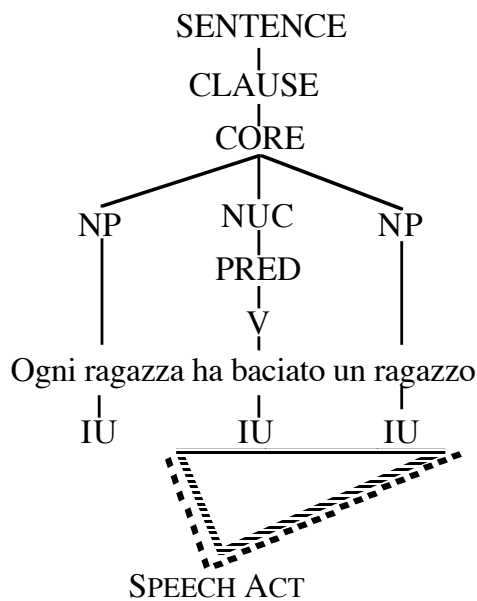 SENTENCE
CLAUSE
CORE
NP NUC NP
PRED
V
Ogni ragazza ha baciato un ragazzo
IU IU IU
SPEECH ACT